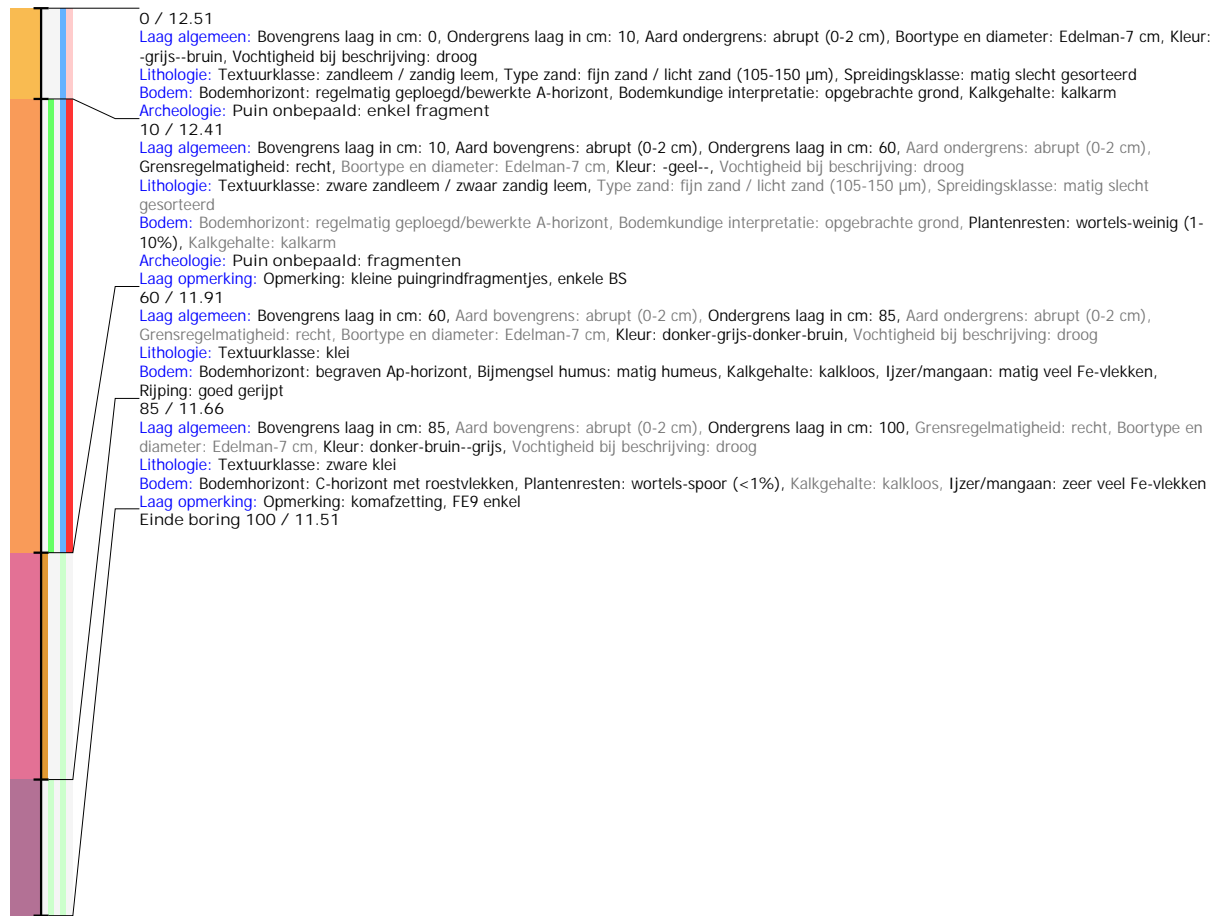 0 / 12.51
Laag algemeen: Bovengrens laag in cm: 0, Ondergrens laag in cm: 10, Aard ondergrens: abrupt (0-2 cm), Boortype en diameter: Edelman-7 cm, Kleur:
-grijs--bruin, Vochtigheid bij beschrijving: droog
Lithologie: Textuurklasse: zandleem / zandig leem, Type zand: fijn zand / licht zand (105-150 µm), Spreidingsklasse: matig slecht gesorteerd
Bodem: Bodemhorizont: regelmatig geploegd/bewerkte A-horizont, Bodemkundige interpretatie: opgebrachte grond, Kalkgehalte: kalkarm
Archeologie: Puin onbepaald: enkel fragment
10 / 12.41
Laag algemeen: Bovengrens laag in cm: 10, Aard bovengrens: abrupt (0-2 cm), Ondergrens laag in cm: 60, Aard ondergrens: abrupt (0-2 cm),
Grensregelmatigheid: recht, Boortype en diameter: Edelman-7 cm, Kleur: -geel--, Vochtigheid bij beschrijving: droog
Lithologie: Textuurklasse: zware zandleem / zwaar zandig leem, Type zand: fijn zand / licht zand (105-150 µm), Spreidingsklasse: matig slecht
gesorteerd
Bodem: Bodemhorizont: regelmatig geploegd/bewerkte A-horizont, Bodemkundige interpretatie: opgebrachte grond, Plantenresten: wortels-weinig (1-
10%), Kalkgehalte: kalkarm
Archeologie: Puin onbepaald: fragmenten
Laag opmerking: Opmerking: kleine puingrindfragmentjes, enkele BS
60 / 11.91
Laag algemeen: Bovengrens laag in cm: 60, Aard bovengrens: abrupt (0-2 cm), Ondergrens laag in cm: 85, Aard ondergrens: abrupt (0-2 cm),
Grensregelmatigheid: recht, Boortype en diameter: Edelman-7 cm, Kleur: donker-grijs-donker-bruin, Vochtigheid bij beschrijving: droog
Lithologie: Textuurklasse: klei
Bodem: Bodemhorizont: begraven Ap-horizont, Bijmengsel humus: matig humeus, Kalkgehalte: kalkloos, Ijzer/mangaan: matig veel Fe-vlekken,
Rijping: goed gerijpt
85 / 11.66
Laag algemeen: Bovengrens laag in cm: 85, Aard bovengrens: abrupt (0-2 cm), Ondergrens laag in cm: 100, Grensregelmatigheid: recht, Boortype en
diameter: Edelman-7 cm, Kleur: donker-bruin--grijs, Vochtigheid bij beschrijving: droog
Lithologie: Textuurklasse: zware klei
Bodem: Bodemhorizont: C-horizont met roestvlekken, Plantenresten: wortels-spoor (<1%), Kalkgehalte: kalkloos, Ijzer/mangaan: zeer veel Fe-vlekken
Laag opmerking: Opmerking: komafzetting, FE9 enkel
Einde boring 100 / 11.51